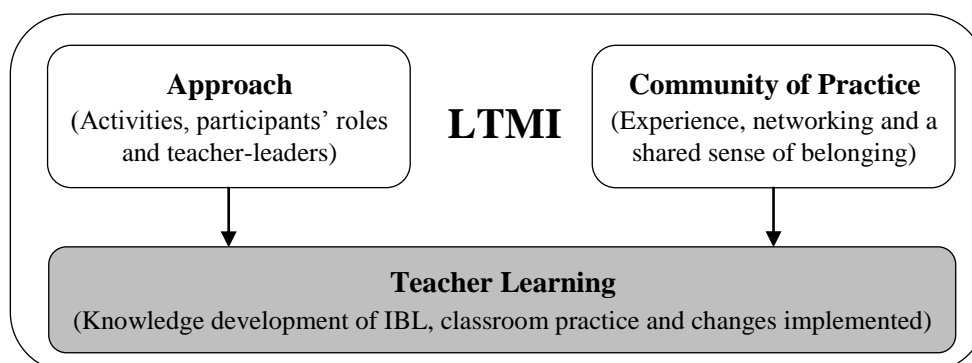 Approach
(Activities, participants’ roles
and teacher-leaders)
LTMI
Community of Practice
(Experience, networking and a
shared sense of belonging)
Teacher Learning
(Knowledge development of IBL, classroom practice and changes implemented)